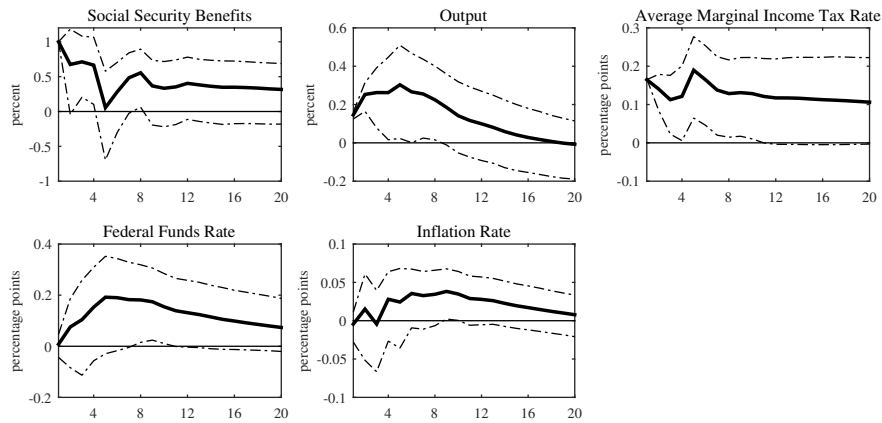 Social Security Benefits
percent
1
0.5
0
-0.5
-1
4 8 12 16 20
Output
percent
0.6
0.4
0.2
0
-0.2
4 8 12 16 20
Average Marginal Income Tax Rate
percentage points
0.3
0.2
0.1
0
-0.1
4 8 12 16 20
Federal Funds Rate
percentage points
0.4
0.2
0
-0.2
4 8 12 16 20
Inflation Rate
percentage points
0.1
0.05
0
-0.05
-0.1
4 8 12 16 20